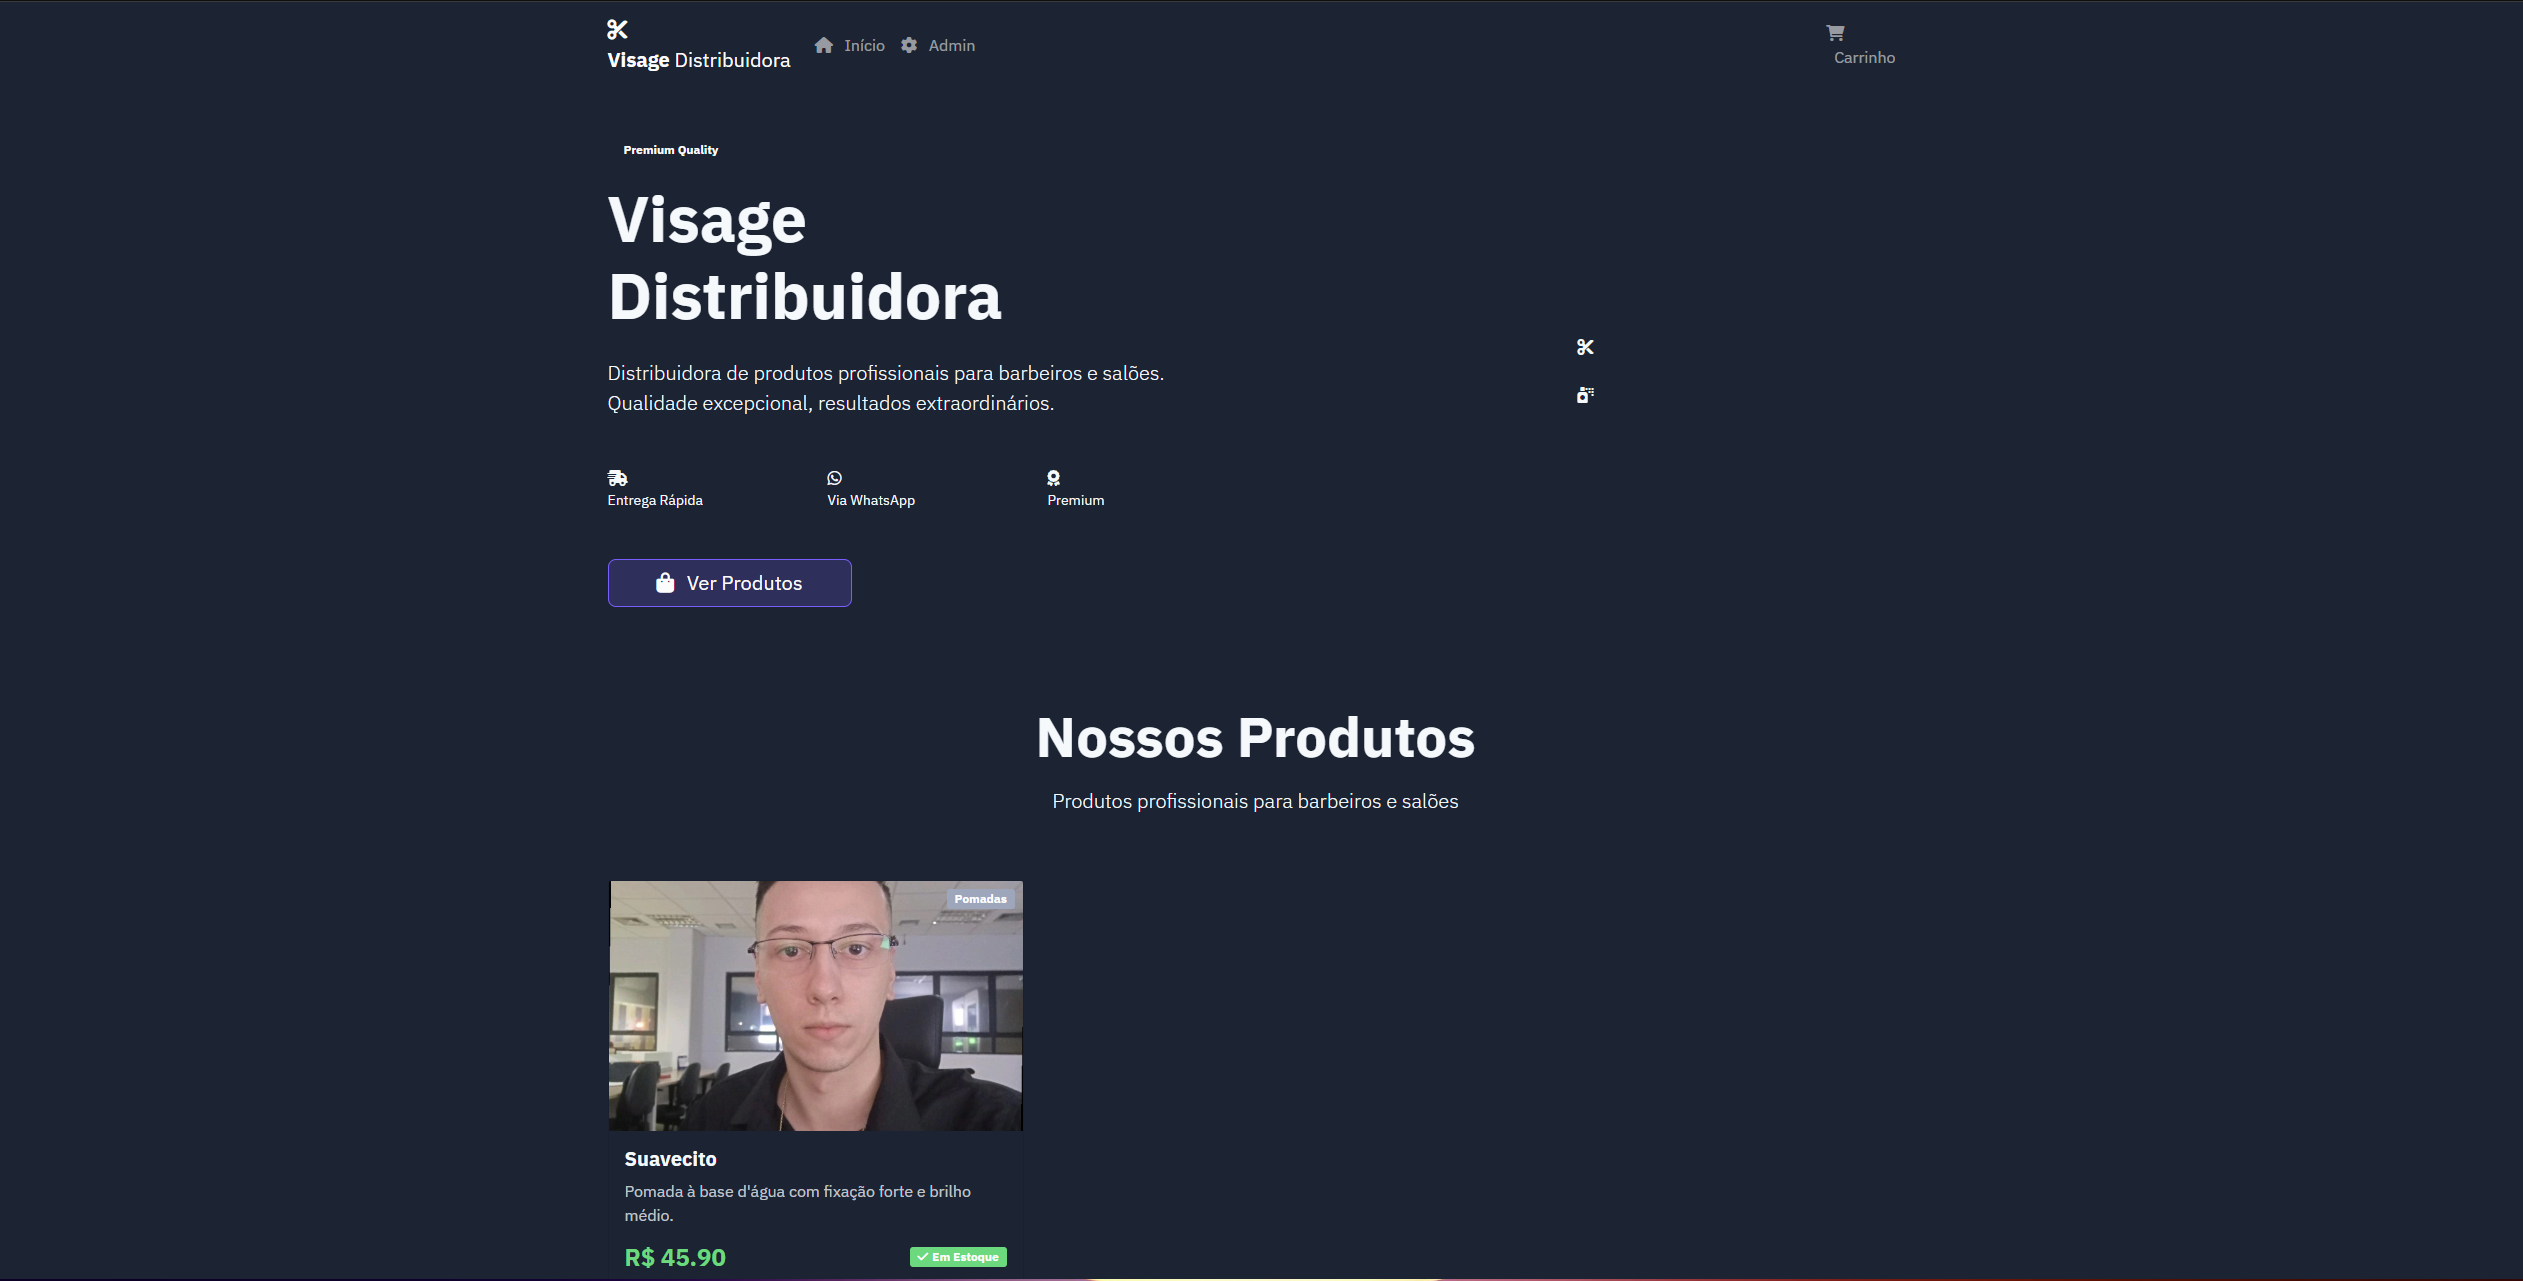 Visage Distribuidora
Início
Admin
Carrinho
Premium Quality
Visage
Distribuidora
Distribuidora de produtos profissionais para barbeiros e salões.
Qualidade excepcional, resultados extraordinários.
Entrega Rápida
Via WhatsApp
Premium
Ver Produtos
Nossos Produtos
Produtos profissionais para barbeiros e salões
Pomadas
Suavecito
Pomada à base d'água com fixação forte e brilho
médio.
R$ 45.90
Em Estoque